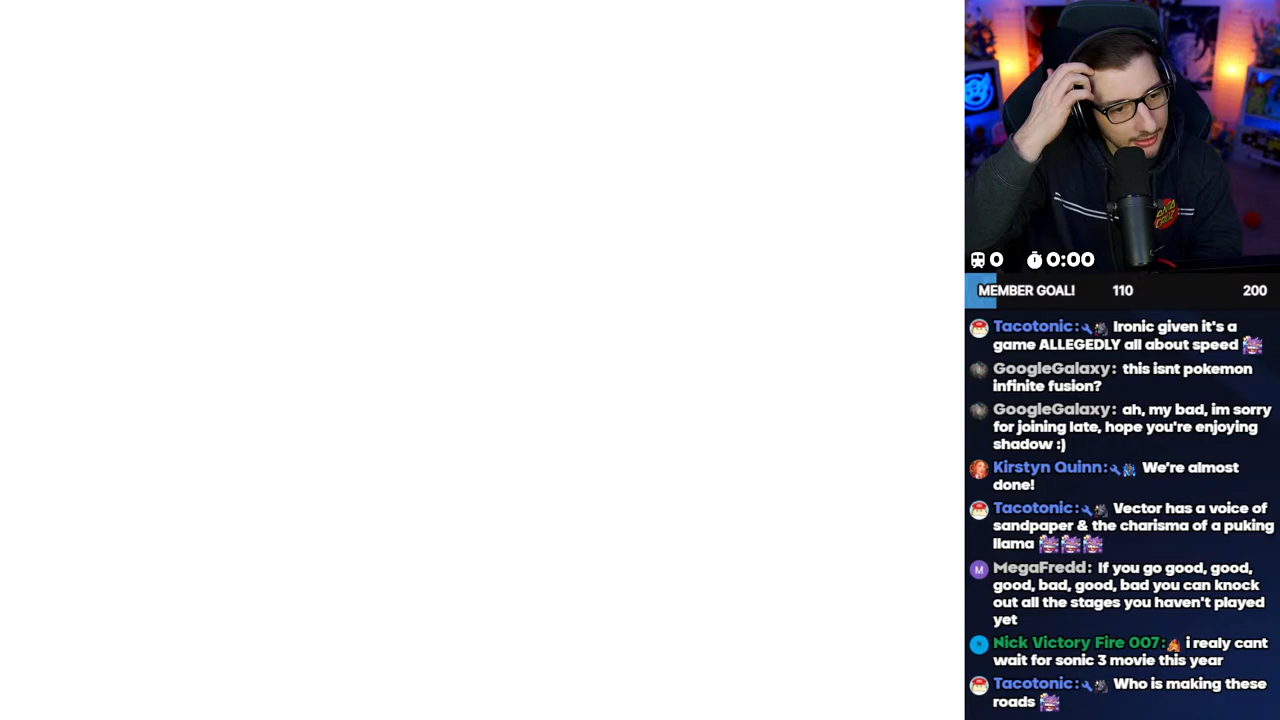 SANTA
CRUZ
0 0:00
MEMBER GOAL! 110 200
Tacotonic: Ironic given it's a
game ALLEGEDLY all about speed
GoogleGalaxy: this isnt pokemon
infinite fusion?
GoogleGalaxy: ah, my bad, im sorry
for joining late, hope you're enjoying
shadow :)
Kirstyn Quinn: We're almost
done!
Tacotonic: Vector has a voice of
sandpaper & the charisma of a puking
llama
M MegaFredd: If you go good, good,
good, bad, good, bad you can knock
out all the stages you haven't played
yet
N Nick Victory Fire 007: i realy cant
wait for sonic 3 movie this year
Tacotonic: Who is making these
roads